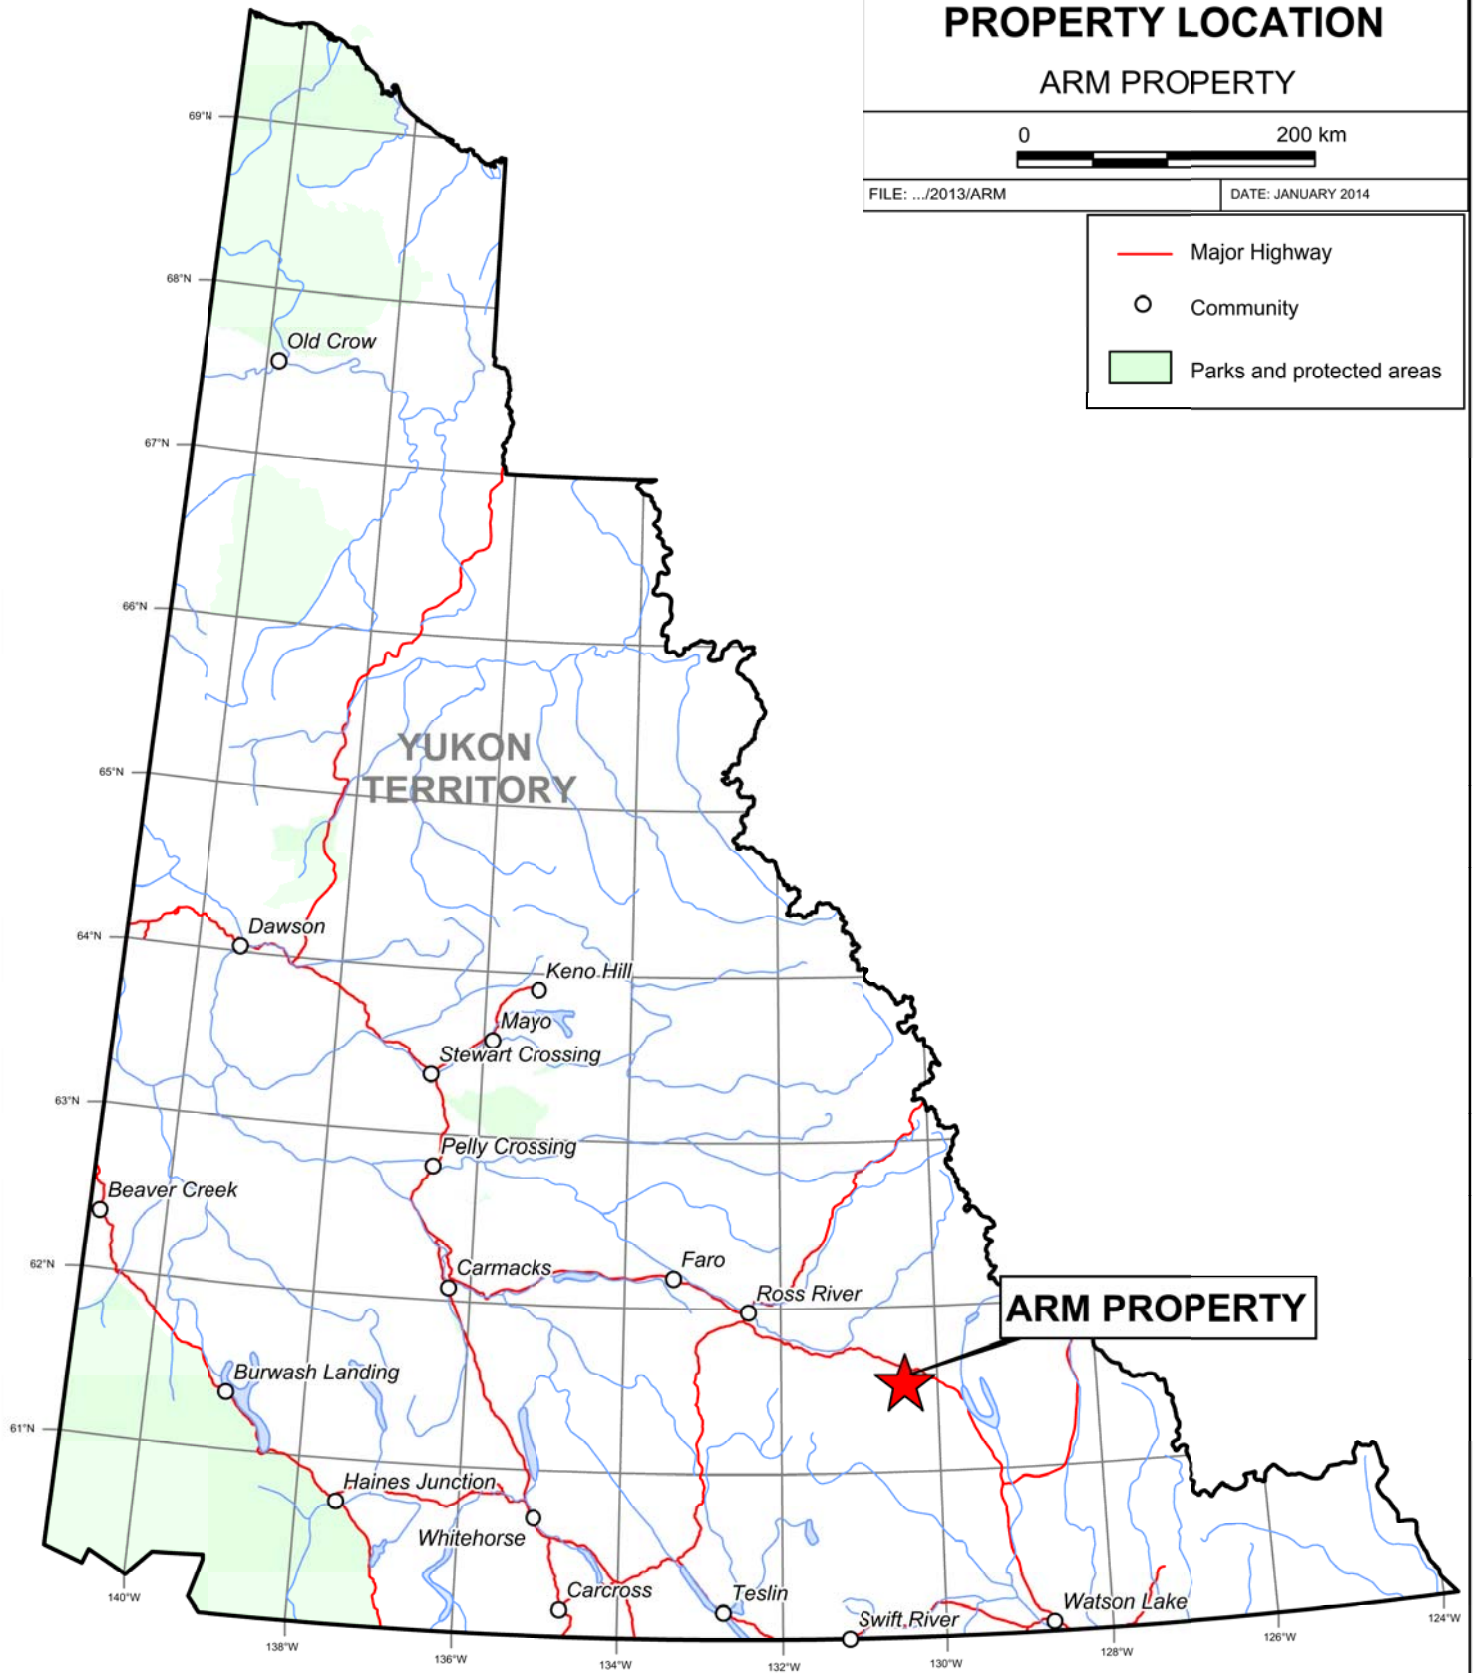 PROPERTY LOCATION
ARM PROPERTY
0 200 km
FILE: .../2013/ARM DATE: JANUARY 2014
Major Highway
Community
Parks and protected areas
69°N
68°N
Old Crow
67°N
66°N
YUKON
TERRITORY
65°N
64°N
Dawson
Keno Hill
Mayo
Stewart Crossing
63°N
Pelly Crossing
Beaver Creek
62°N
Carmacks
Faro
Ross River
ARM PROPERTY
Burwash Landing
61°N
Haines Junction
Whitehorse
Carcross
Teslin
Swift River
Watson Lake
140°W
138°W
136°W
134°W
132°W
130°W
128°W
126°W
124°W